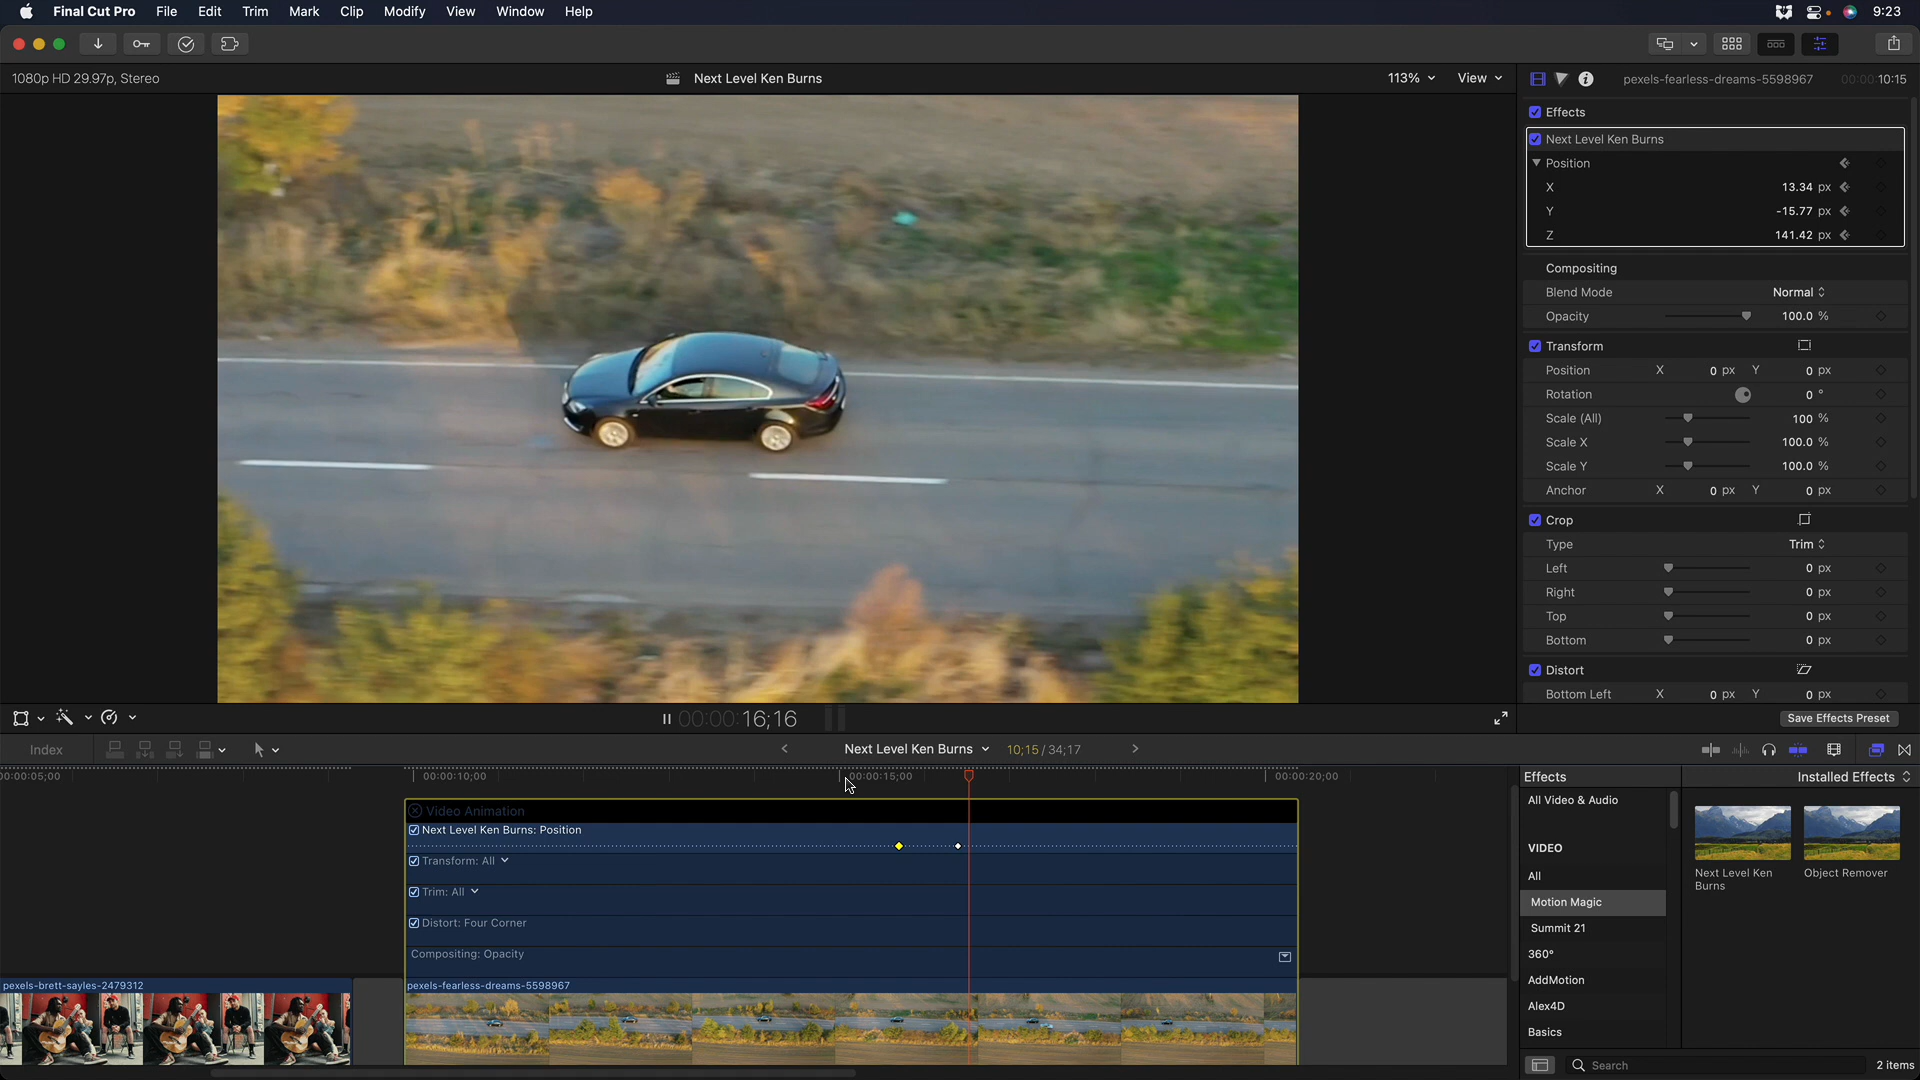 Final Cut Pro File Edit Trim Mark Clip Modify View Window Help 9:23
1080p HD 29.97p, Stereo Next Level Ken Burns 113% View pexels-fearless-dreams-5598967 00:00:10:15
Effects
Next Level Ken Burns
Position
X 13.34 px
Y -15.77 px
Z 141.42 px
Compositing
Blend Mode Normal
Opacity 100.0 %
Transform
Position X 0 px Y 0 px
Rotation 0 °
Scale (All) 100 %
Scale X 100.0 %
Scale Y 100.0 %
Anchor X 0 px Y 0 px
Crop
Type Trim
Left 0 px
Right 0 px
Top 0 px
Bottom 0 px
Distort
Bottom Left X 0 px Y 0 px
00:00:16;16 Save Effects Preset
Index Next Level Ken Burns 10;15 / 34;17
0:00:05;00 00:00:10;00 00:00:15;00 00:00:20;00
Video Animation
Next Level Ken Burns: Position
Transform: All
Trim: All
Distort: Four Corner
Compositing: Opacity
pexels-brett-sayles-2479312 pexels-fearless-dreams-5598967
Effects Installed Effects
All Video & Audio
VIDEO
All
Motion Magic
Summit 21
360°
AddMotion
Alex4D
Basics
Next Level Ken
Burns
Object Remover
Search 2 items